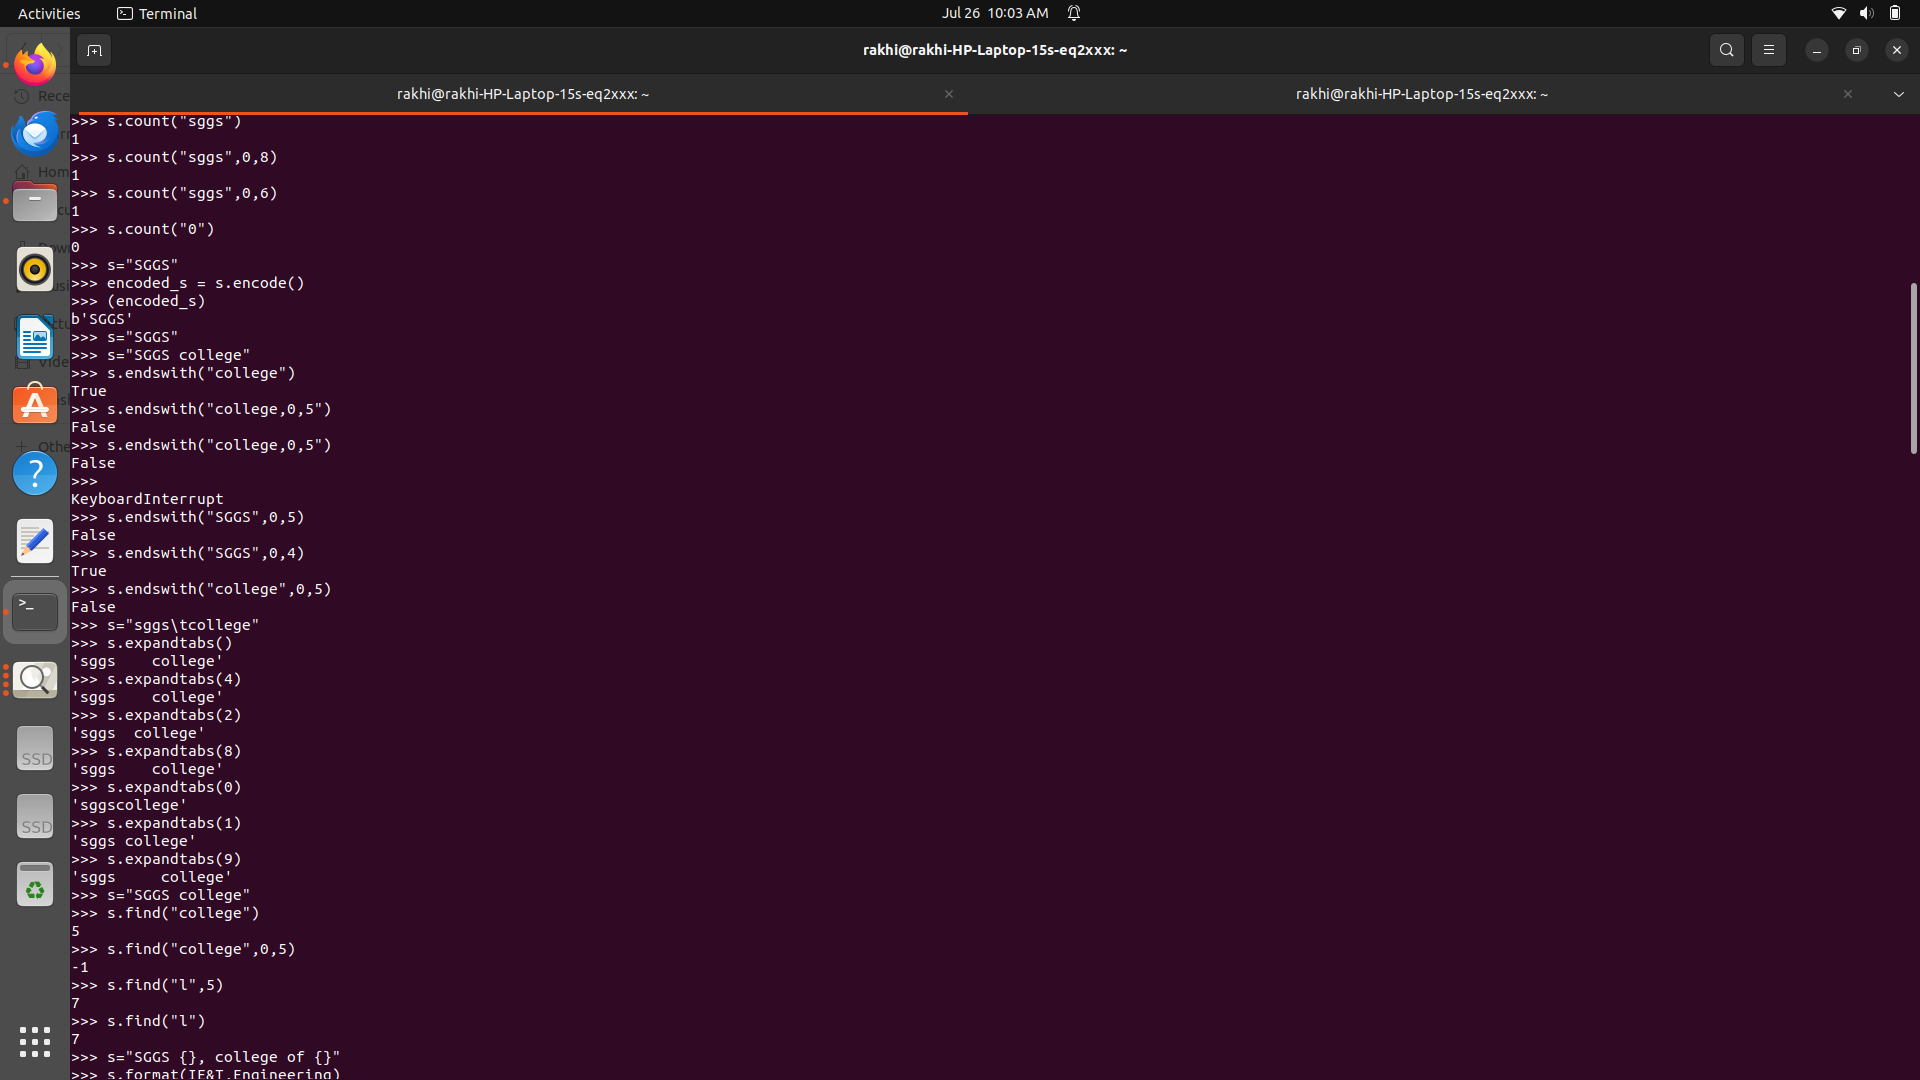 Activities
Terminal
Jul 26 10:03 AM
rakhi@rakhi-HP-Laptop-15s-eq2xxx: ~
rakhi@rakhi-HP-Laptop-15s-eq2xxx: ~
rakhi@rakhi-HP-Laptop-15s-eq2xxx: ~
>>> s.count("sggs")
1
>>> s.count("sggs",0,8)
1
>>> s.count("sggs",0,6)
1
>>> s.count("0")
0
>>> s="SGGS"
>>> encoded_s = s.encode()
>>> (encoded_s)
b'SGGS'
>>> s="SGGS"
>>> s="SGGS college"
>>> s.endswith("college")
True
>>> s.endswith("college,0,5")
False
>>> s.endswith("college,0,5")
False
>>>
KeyboardInterrupt
>>> s.endswith("SGGS",0,5)
False
>>> s.endswith("SGGS",0,4)
True
>>> s.endswith("college",0,5)
False
>>> s="sggs\tcollege"
>>> s.expandtabs()
'sggs    college'
>>> s.expandtabs(4)
'sggs    college'
>>> s.expandtabs(2)
'sggs  college'
>>> s.expandtabs(8)
'sggs    college'
>>> s.expandtabs(0)
'sggscollege'
>>> s.expandtabs(1)
'sggs college'
>>> s.expandtabs(9)
'sggs     college'
>>> s="SGGS college"
>>> s.find("college")
5
>>> s.find("college",0,5)
-1
>>> s.find("l",5)
7
>>> s.find("l")
7
>>> s="SGGS {}, college of {}"
>>> s.format(IE&T,Engineering)
Rece
Hom
Vide
Othe
SSD
SSD